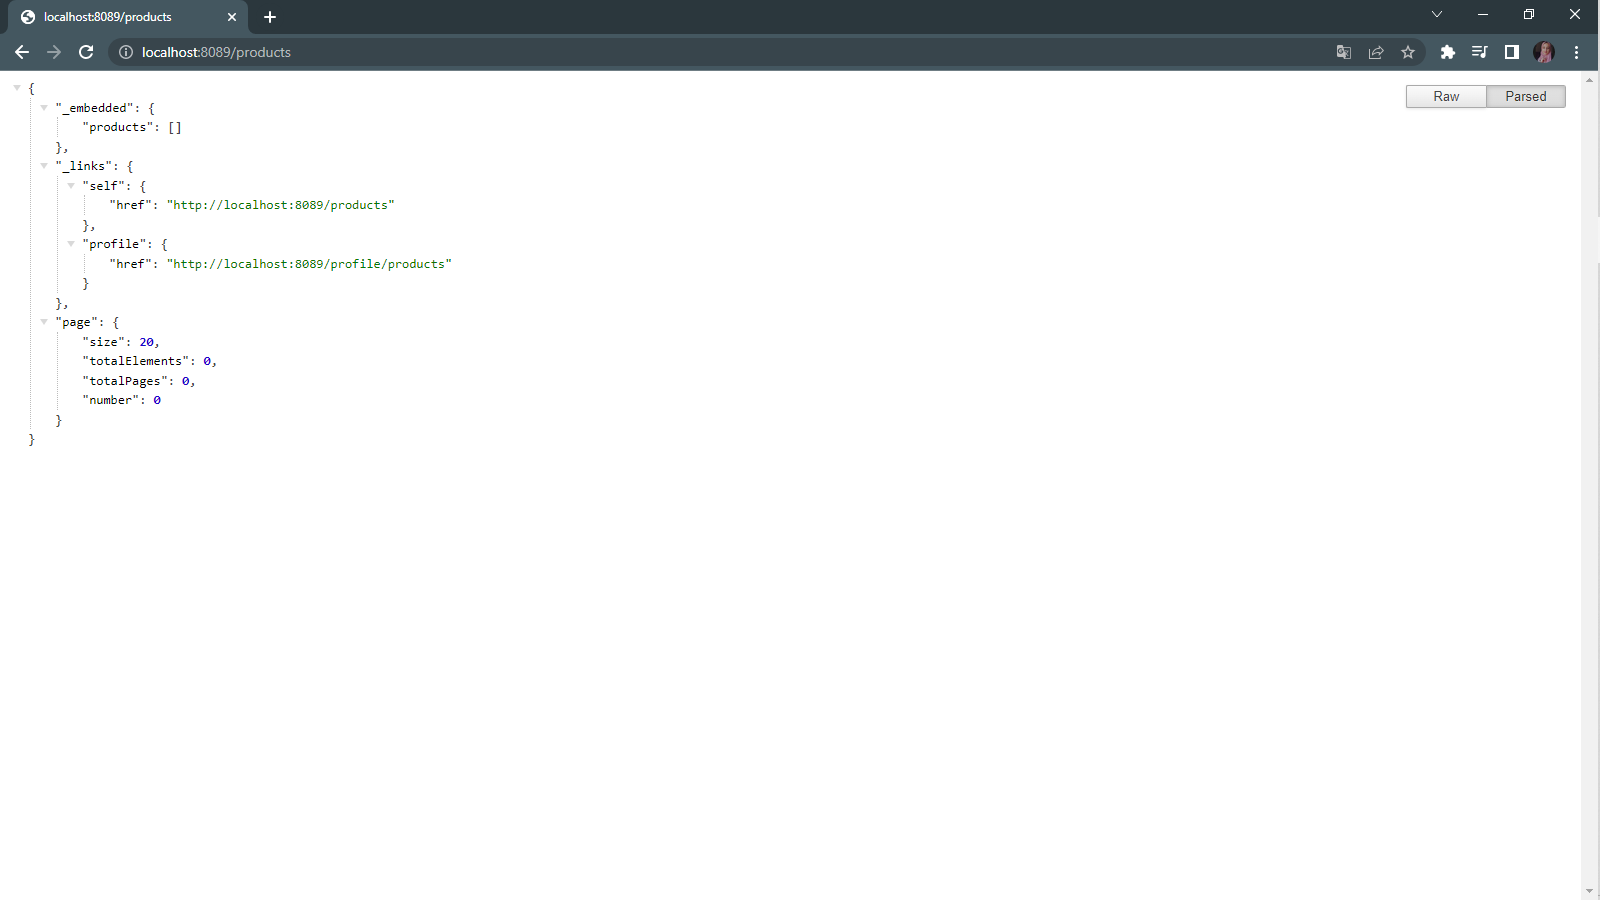 localhost:8089/products
localhost:8089/products
Raw Parsed
{
"_embedded": {
"products": []
},
"_links": {
"self": {
"href": "http://localhost:8089/products"
},
"profile": {
"href": "http://localhost:8089/profile/products"
}
},
"page": {
"size": 20,
"totalElements": 0,
"totalPages": 0,
"number": 0
}
}